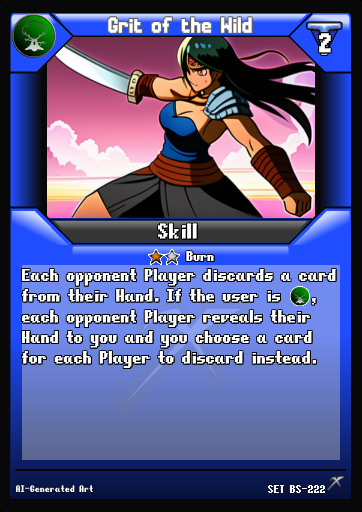 Grit of the Wild
2
Skill
Burn
Each opponent Player discards a card
from their Hand. If the user is ,
each opponent Player reveals their
Hand to you and you choose a card
for each Player to discard instead.
AI-Generated Art
SET BS-222